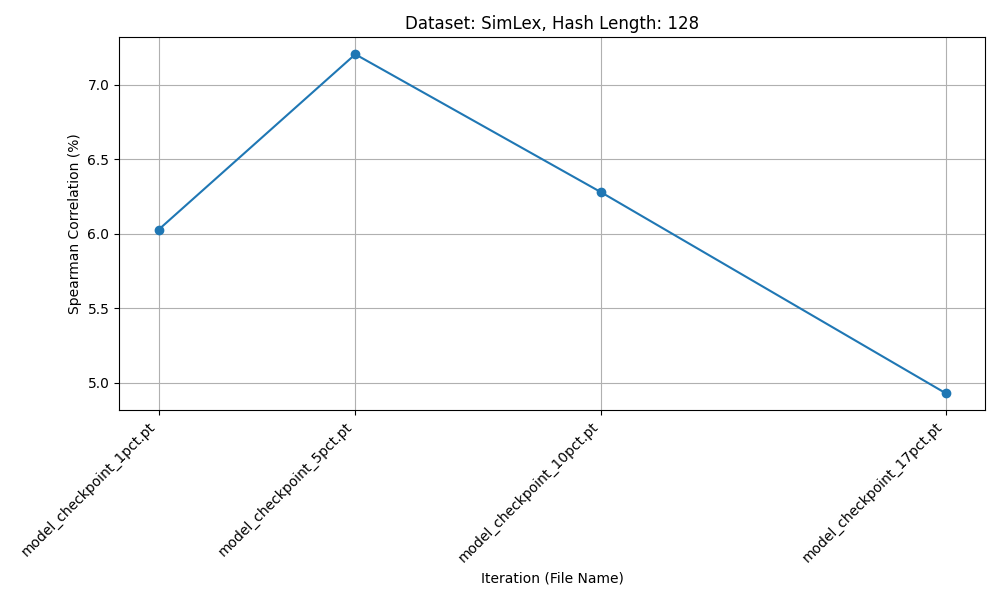 Dataset: SimLex, Hash Length: 128
Spearman Correlation (%)
7.0
6.5
6.0
5.5
5.0
model_checkpoint_1pct.pt
model_checkpoint_5pct.pt
model_checkpoint_10pct.pt
model_checkpoint_17pct.pt
Iteration (File Name)